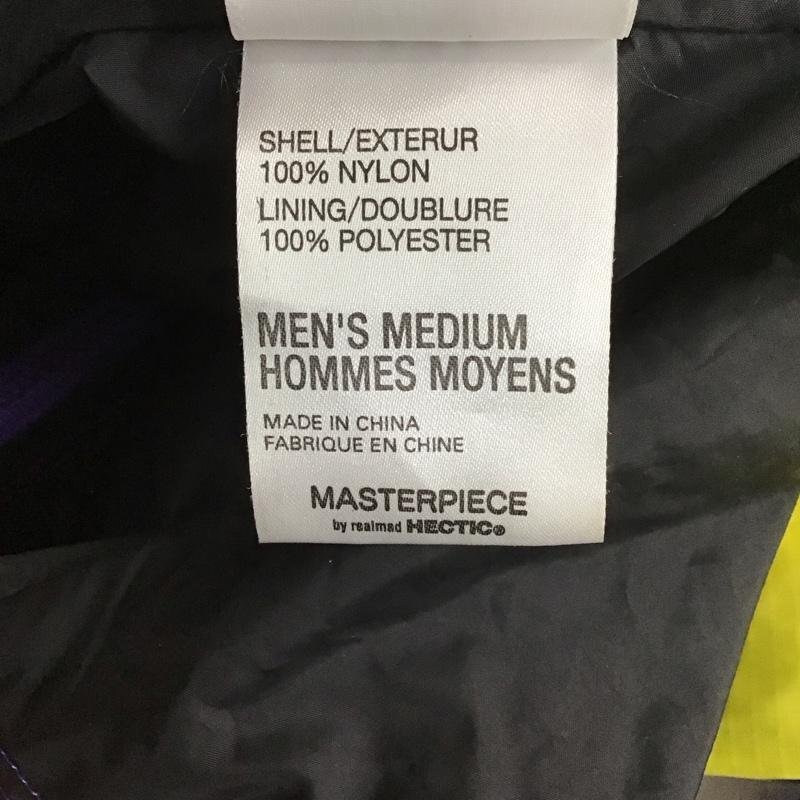 SHELL/EXTERUR
100% NYLON
LINING/DOUBLURE
100% POLYESTER
MEN'S MEDIUM
HOMMES MOYENS
MADE IN CHINA
FABRIQUE EN CHINE
MASTERPIECE
by realmad HECTIC®